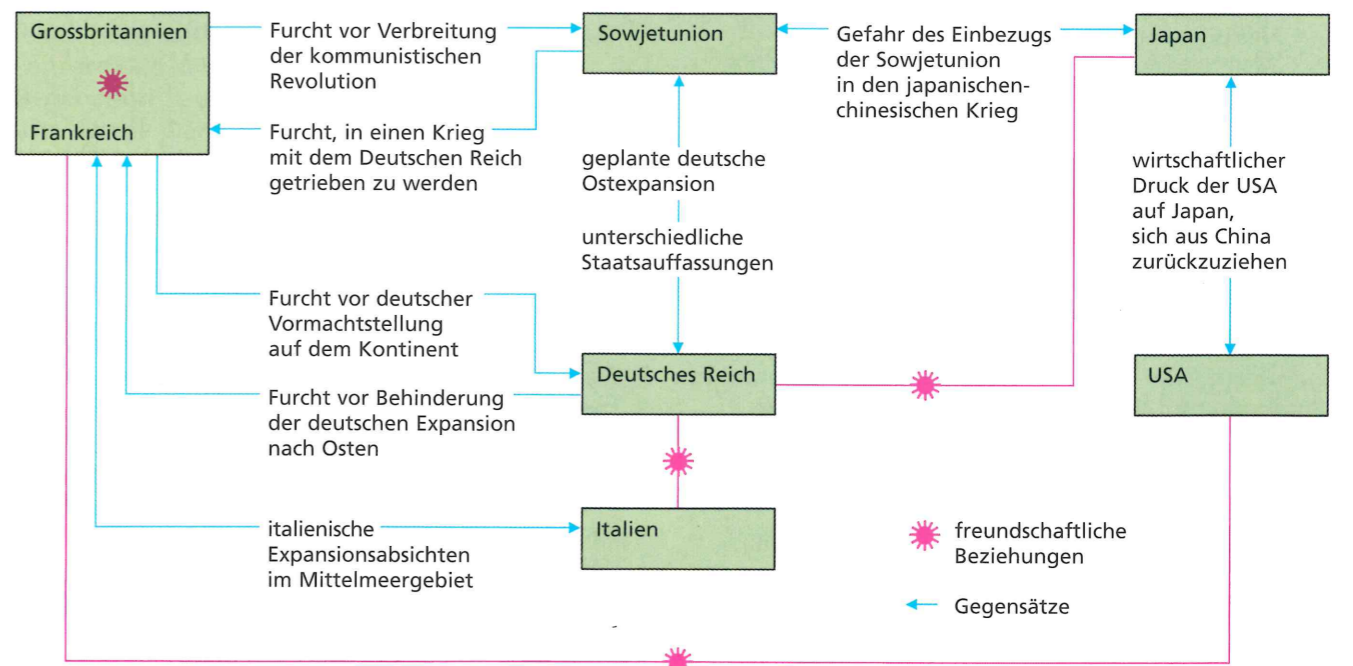 Grossbritannien
Frankreich
Furcht vor Verbreitung
der kommunistischen
Revolution
Furcht, in einen Krieg
mit dem Deutschen Reich
getrieben zu werden
Sowjetunion
Gefahr des Einbezugs
der Sowjetunion
in den japanischen-
chinesischen Krieg
Japan
geplante deutsche
Ostexpansion
unterschiedliche
Staatsauffassungen
wirtschaftlicher
Druck der USA
auf Japan,
sich aus China
zurückzuziehen
Furcht vor deutscher
Vormachtstellung
auf dem Kontinent
Furcht vor Behinderung
der deutschen Expansion
nach Osten
Deutsches Reich
USA
italienische
Expansionsabsichten
im Mittelmeergebiet
Italien
freundschaftliche
Beziehungen
Gegensätze